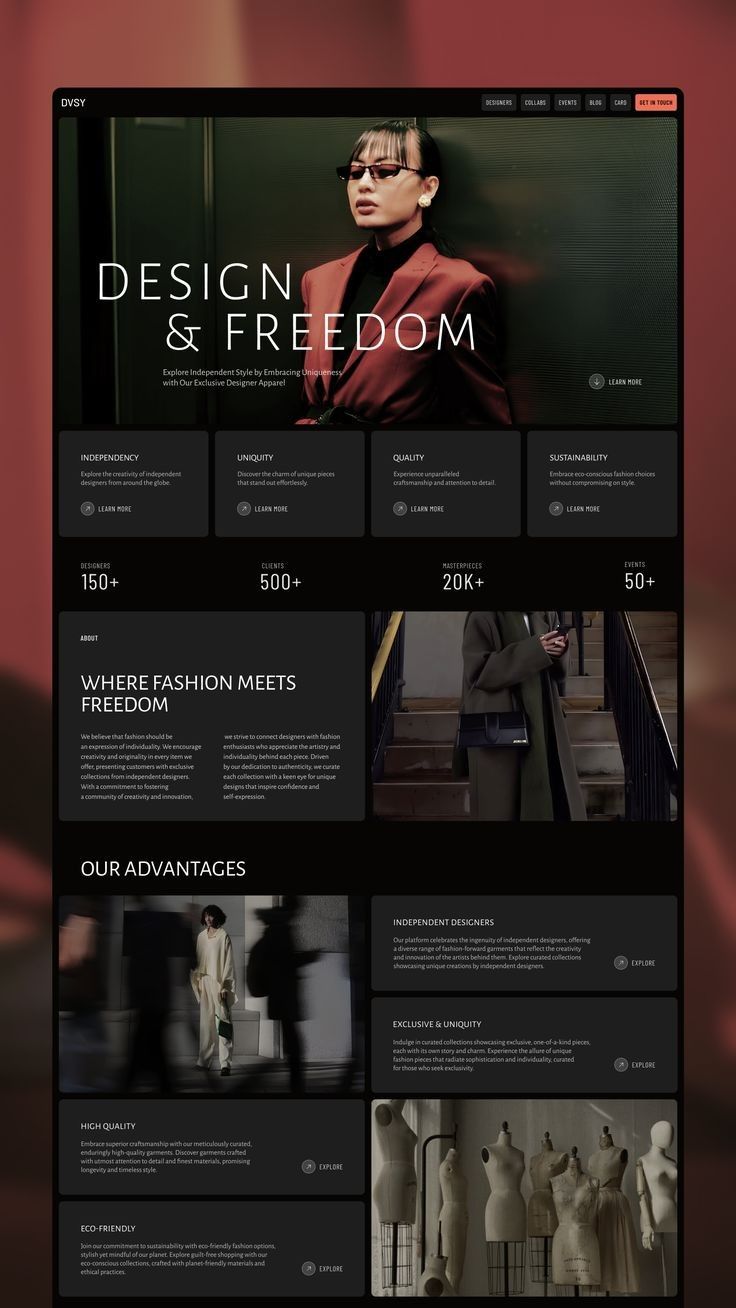 DVSY
DESIGNERS
COLLABS
EVENTS
BLOG
CARD
GET IN TOUCH
DESIGN
& FREEDOM
Explore Independent Style by Embracing Uniqueness
with Our Exclusive Designer Apparel
LEARN MORE
INDEPENDENCY
Explore the creativity of independent
designers from around the globe.
LEARN MORE
UNIQUITY
Discover the charm of unique pieces
that stand out effortlessly.
LEARN MORE
QUALITY
Experience unparalleled
craftsmanship and attention to detail.
LEARN MORE
SUSTAINABILITY
Embrace eco-conscious fashion choices
without compromising on style.
LEARN MORE
DESIGNERS
150+
CLIENTS
500+
MASTERPIECES
20K+
EVENTS
50+
ABOUT
WHERE FASHION MEETS
FREEDOM
We believe that fashion should be
an expression of individuality. We encourage
creativity and originality in every item we
offer, presenting customers with exclusive
collections from independent designers.
With a commitment to fostering
a community of creativity and innovation,
we strive to connect designers with fashion
enthusiasts who appreciate the artistry and
individuality behind each piece. Driven
by our dedication to authenticity, we curate
each collection with a keen eye for unique
designs that inspire confidence and
self-expression.
OUR ADVANTAGES
INDEPENDENT DESIGNERS
Our platform celebrates the ingenuity of independent designers, offering
a diverse range of fashion-forward garments that reflect the creativity
and innovation of the artists behind them. Explore curated collections
showcasing unique creations by independent designers.
EXPLORE
EXCLUSIVE & UNIQUITY
Indulge in curated collections showcasing exclusive, one-of-a-kind pieces,
each with its own story and charm. Experience the allure of unique
fashion pieces that radiate sophistication and individuality, curated
for those who seek exclusivity.
EXPLORE
HIGH QUALITY
Embrace superior craftsmanship with our meticulously curated,
enduringly high-quality garments. Discover garments crafted
with utmost attention to detail and finest materials, promising
longevity and timeless style.
EXPLORE
ECO-FRIENDLY
Join our commitment to sustainability with eco-friendly fashion options,
stylish yet mindful of our planet. Explore guilt-free shopping with our
eco-conscious collections, crafted with planet-friendly materials and
ethical practices.
EXPLORE